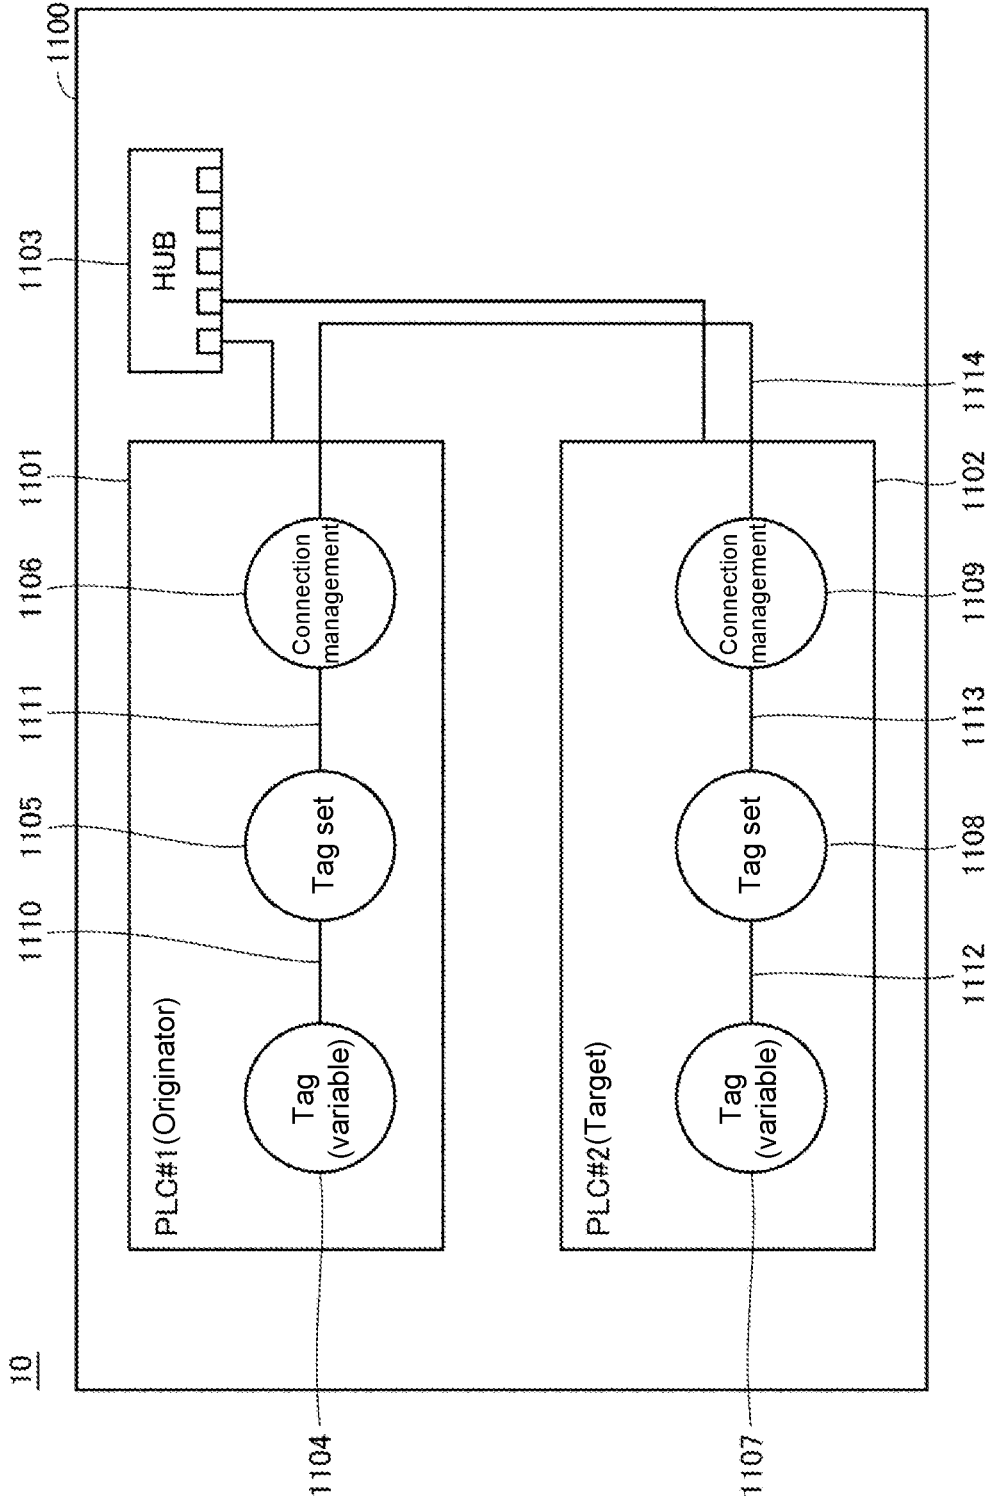 10
1100
1103
HUB
1101
1106
1111
1105
1110
PLC#1(Originator)
Tag
(variable)
Tag set
Connection
management
1104
PLC#2(Target)
Tag
(variable)
Tag set
Connection
management
1107
1112
1108
1113
1109
1102
1114